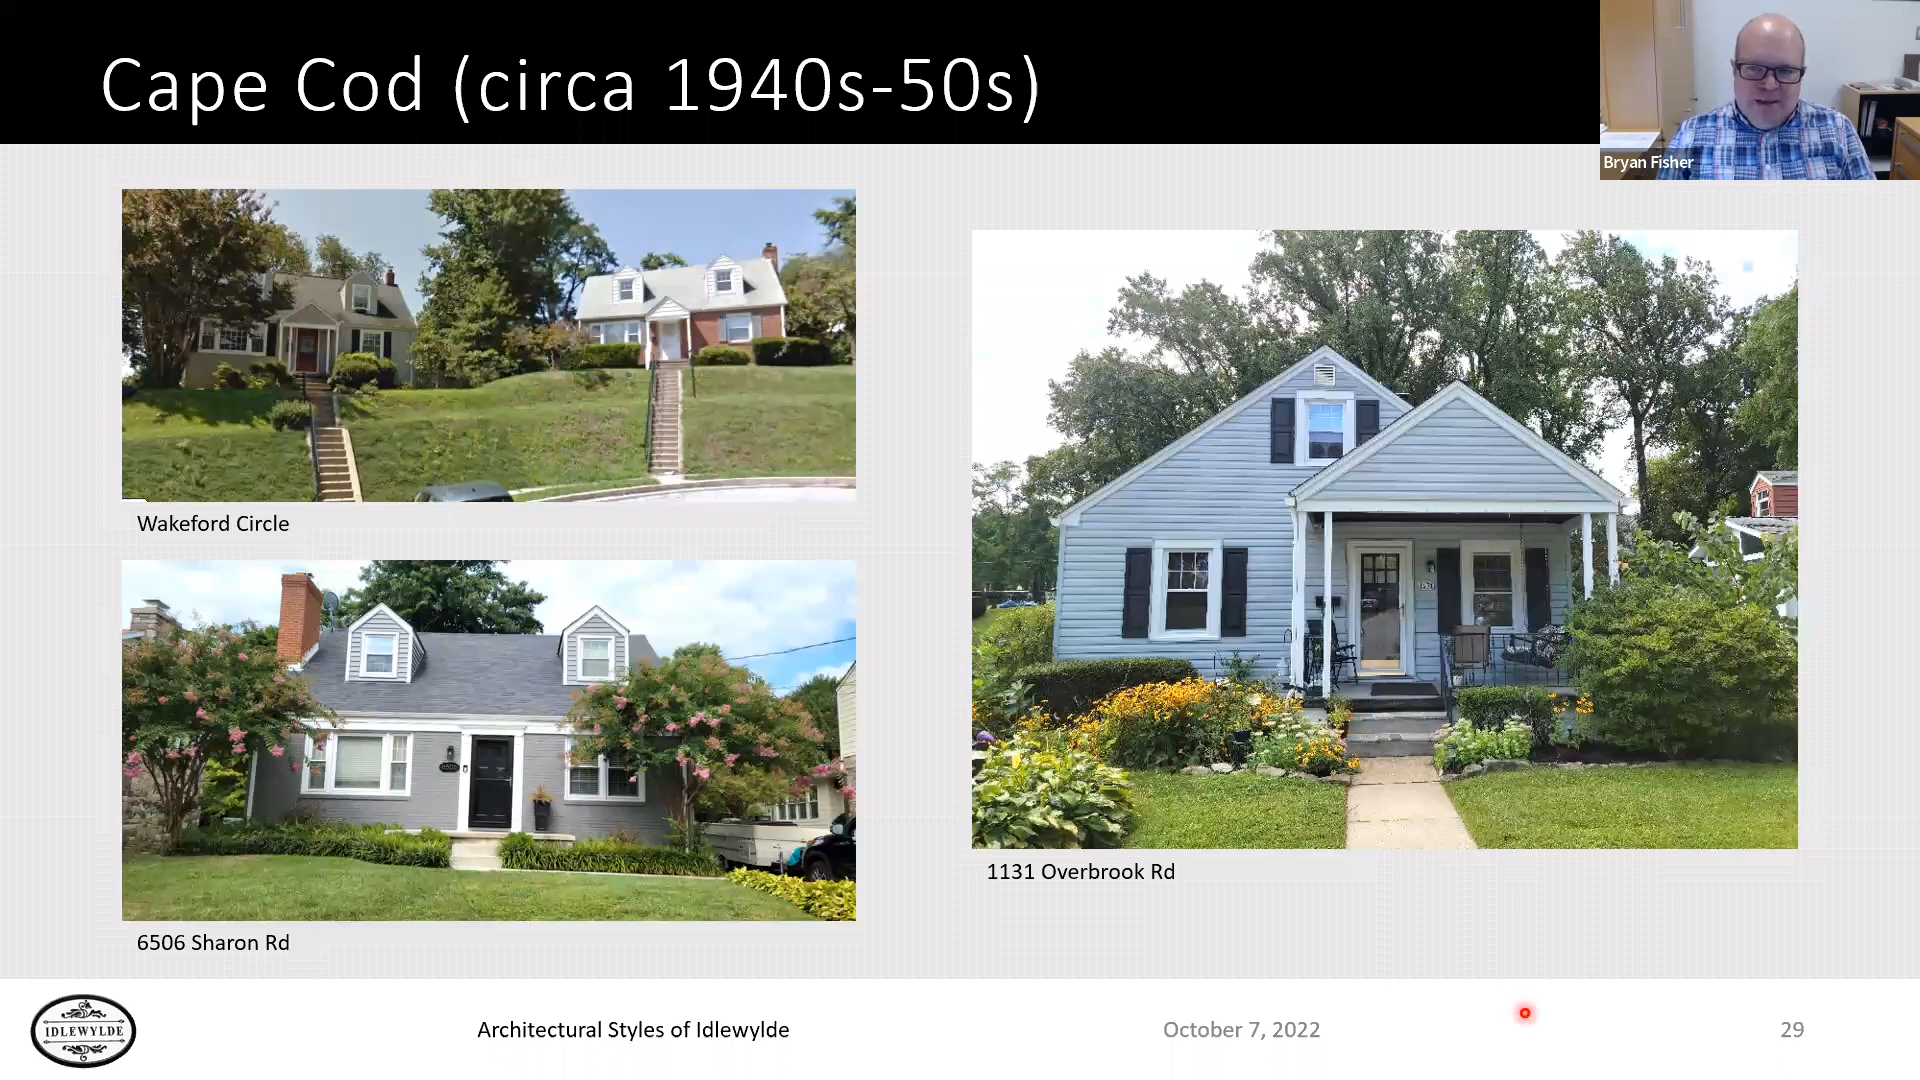 Cape Cod (circa 1940s-50s)
Bryan Fisher
Wakeford Circle
6506 Sharon Rd
1131 Overbrook Rd
IDLEWYLDE
Architectural Styles of Idlewylde
October 7, 2022
29